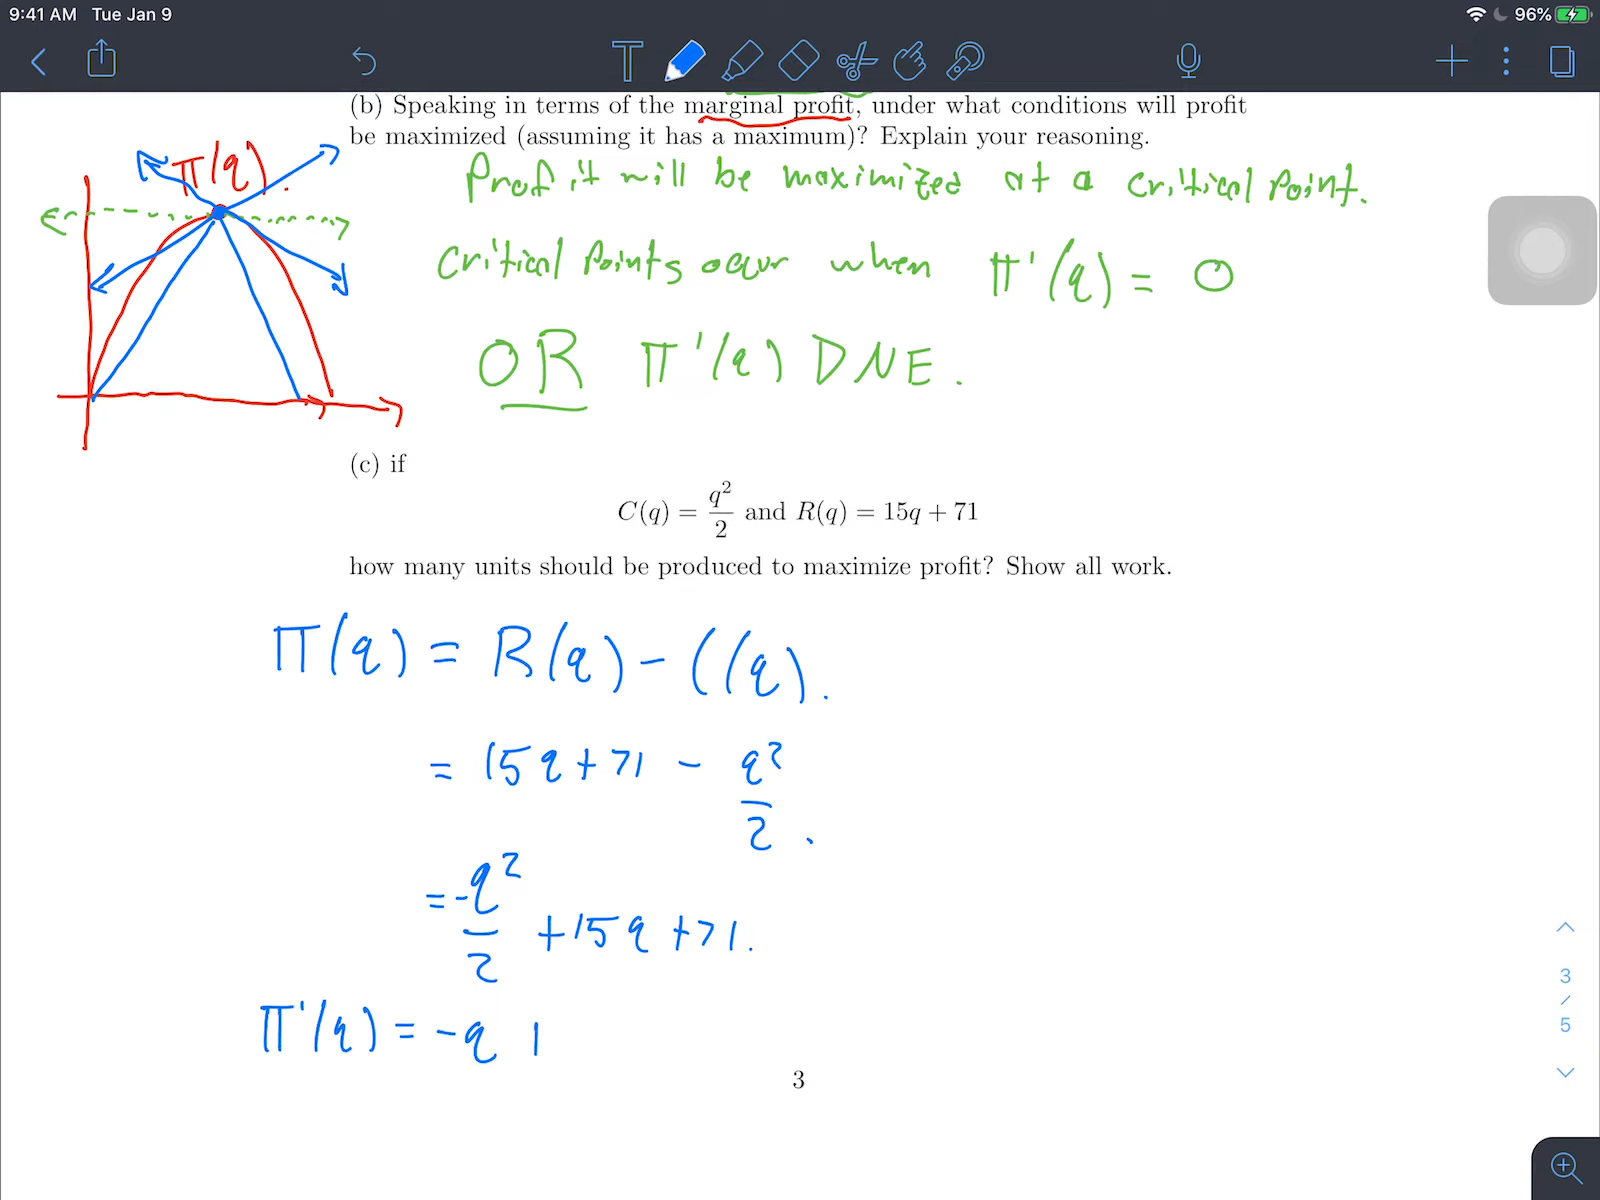 9:41 AM Tue Jan 9 96%
T
(b) Speaking in terms of the marginal profit, under what conditions will profit
be maximized (assuming it has a maximum)? Explain your reasoning.
π(q).
Profit will be maximized at a critical point.
Critical points occur when π'(q) = 0
OR π'(q) DNE.
(c) if
C(q) = q²/2 and R(q) = 15q + 71
how many units should be produced to maximize profit? Show all work.
π(q) = R(q) - C(q).
= 15q + 71 - q²/2.
= -q²/2 + 15q + 71.
π'(q) = -q
3
/
5
3